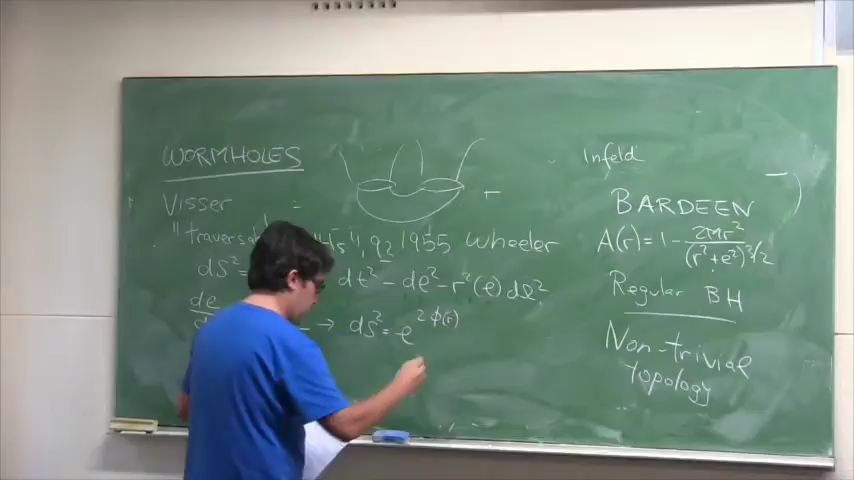 WORMHOLES
Visser
1955 Wheeler
ds² = dt² - dl² - r²(l) dΩ²
→ ds² = e^{2ϕ(r)}
Infeld
BARDEEN
A(r) = 1 - 2Mr²/(r²+e²)^{3/2}
Regular BH
Non-trivial
Topology